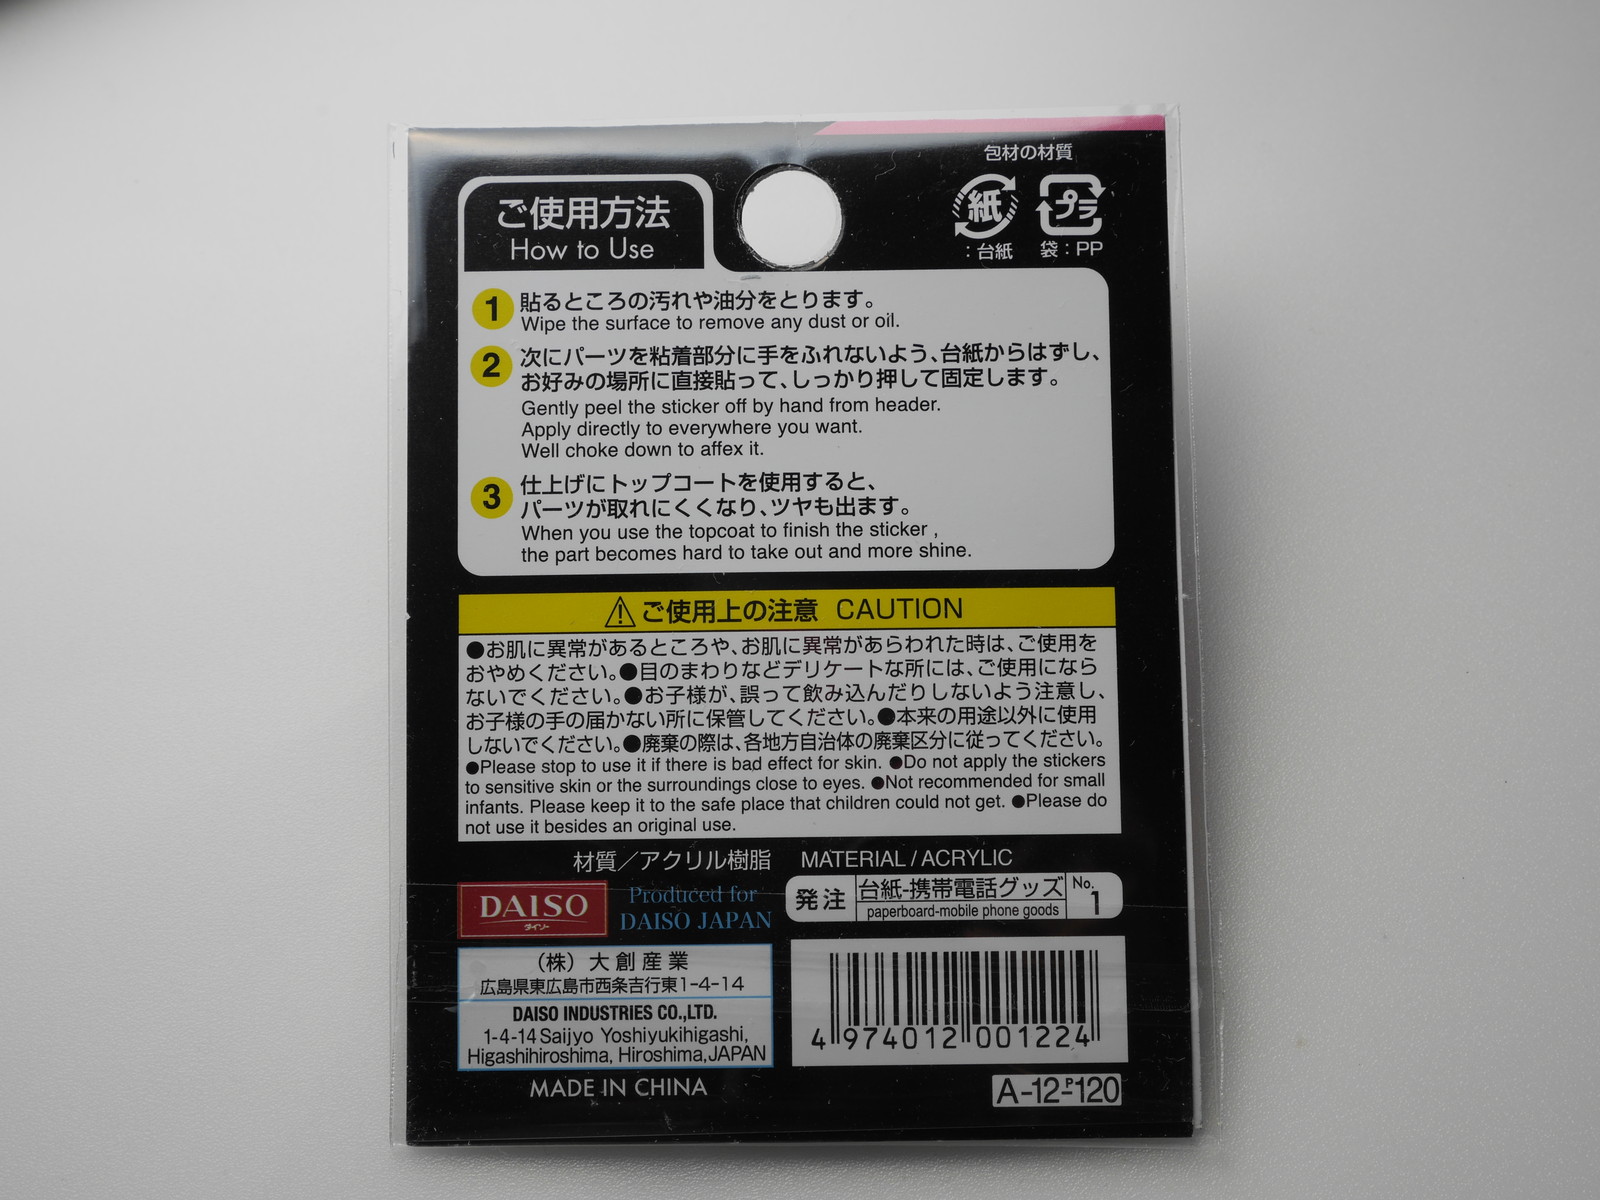 包材の材質
紙
プラ
：台紙
袋：PP
ご使用方法
How to Use
1 貼るところの汚れや油分をとります。
Wipe the surface to remove any dust or oil.
2 次にパーツを粘着部分に手をふれないよう、台紙からはずし、
お好みの場所に直接貼って、しっかり押して固定します。
Gently peel the sticker off by hand from header.
Apply directly to everywhere you want.
Well choke down to affex it.
3 仕上げにトップコートを使用すると、
パーツが取れにくくなり、ツヤも出ます。
When you use the topcoat to finish the sticker ,
the part becomes hard to take out and more shine.
⚠ご使用上の注意 CAUTION
●お肌に異常があるところや、お肌に異常があらわれた時は、ご使用を
おやめください。●目のまわりなどデリケートな所には、ご使用になら
ないでください。●お子様が、誤って飲み込んだりしないよう注意し、
お子様の手の届かない所に保管してください。●本来の用途以外に使用
しないでください。●廃棄の際は、各地方自治体の廃棄区分に従ってください。
●Please stop to use it if there is bad effect for skin. ●Do not apply the stickers
to sensitive skin or the surroundings close to eyes. ●Not recommended for small
infants. Please keep it to the safe place that children could not get. ●Please do
not use it besides an original use.
材質／アクリル樹脂 MATERIAL / ACRYLIC
DAISO
ダイソー
Produced for
DAISO JAPAN
発注
台紙-携帯電話グッズ
paperboard-mobile phone goods
No.
1
（株）大創産業
広島県東広島市西条吉行東1-4-14
DAISO INDUSTRIES CO.,LTD.
1-4-14 Saijyo Yoshiyukihigashi,
Higashihiroshima, Hiroshima,JAPAN
4 974012 001224
MADE IN CHINA
A-12-P-120